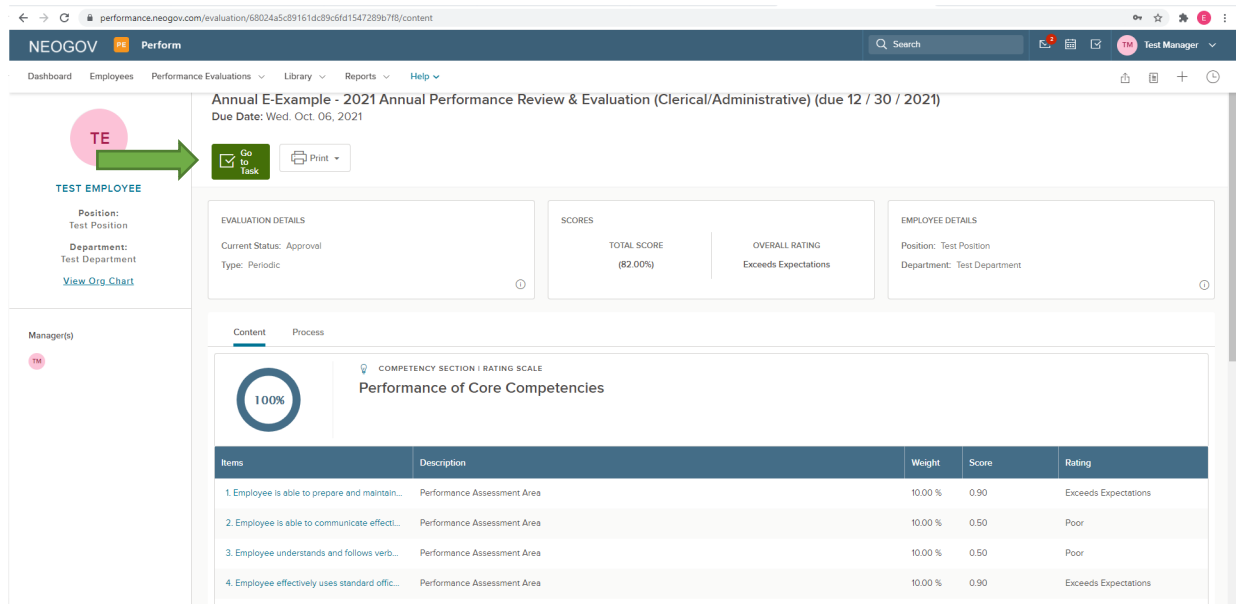 performance.neogov.com/evaluation/68024a5c89161dc89c6fd1547289b7f8/content
E
NEOGOV PE Perform
Search
2
TM Test Manager
Dashboard Employees Performance Evaluations Library Reports Help
Annual E-Example - 2021 Annual Performance Review & Evaluation (Clerical/Administrative) (due 12 / 30 / 2021)
Due Date: Wed. Oct. 06, 2021
TE
Go to Task
Print
TEST EMPLOYEE
Position:
Test Position
Department:
Test Department
View Org Chart
Manager(s)
TM
EVALUATION DETAILS
Current Status: Approval
Type: Periodic
SCORES
TOTAL SCORE
(82.00%)
OVERALL RATING
Exceeds Expectations
EMPLOYEE DETAILS
Position: Test Position
Department: Test Department
Content Process
100%
COMPETENCY SECTION | RATING SCALE
Performance of Core Competencies
Items Description Weight Score Rating
1. Employee is able to prepare and maintain... Performance Assessment Area 10.00 % 0.90 Exceeds Expectations
2. Employee is able to communicate effecti... Performance Assessment Area 10.00 % 0.50 Poor
3. Employee understands and follows verb... Performance Assessment Area 10.00 % 0.50 Poor
4. Employee effectively uses standard offic... Performance Assessment Area 10.00 % 0.90 Exceeds Expectations